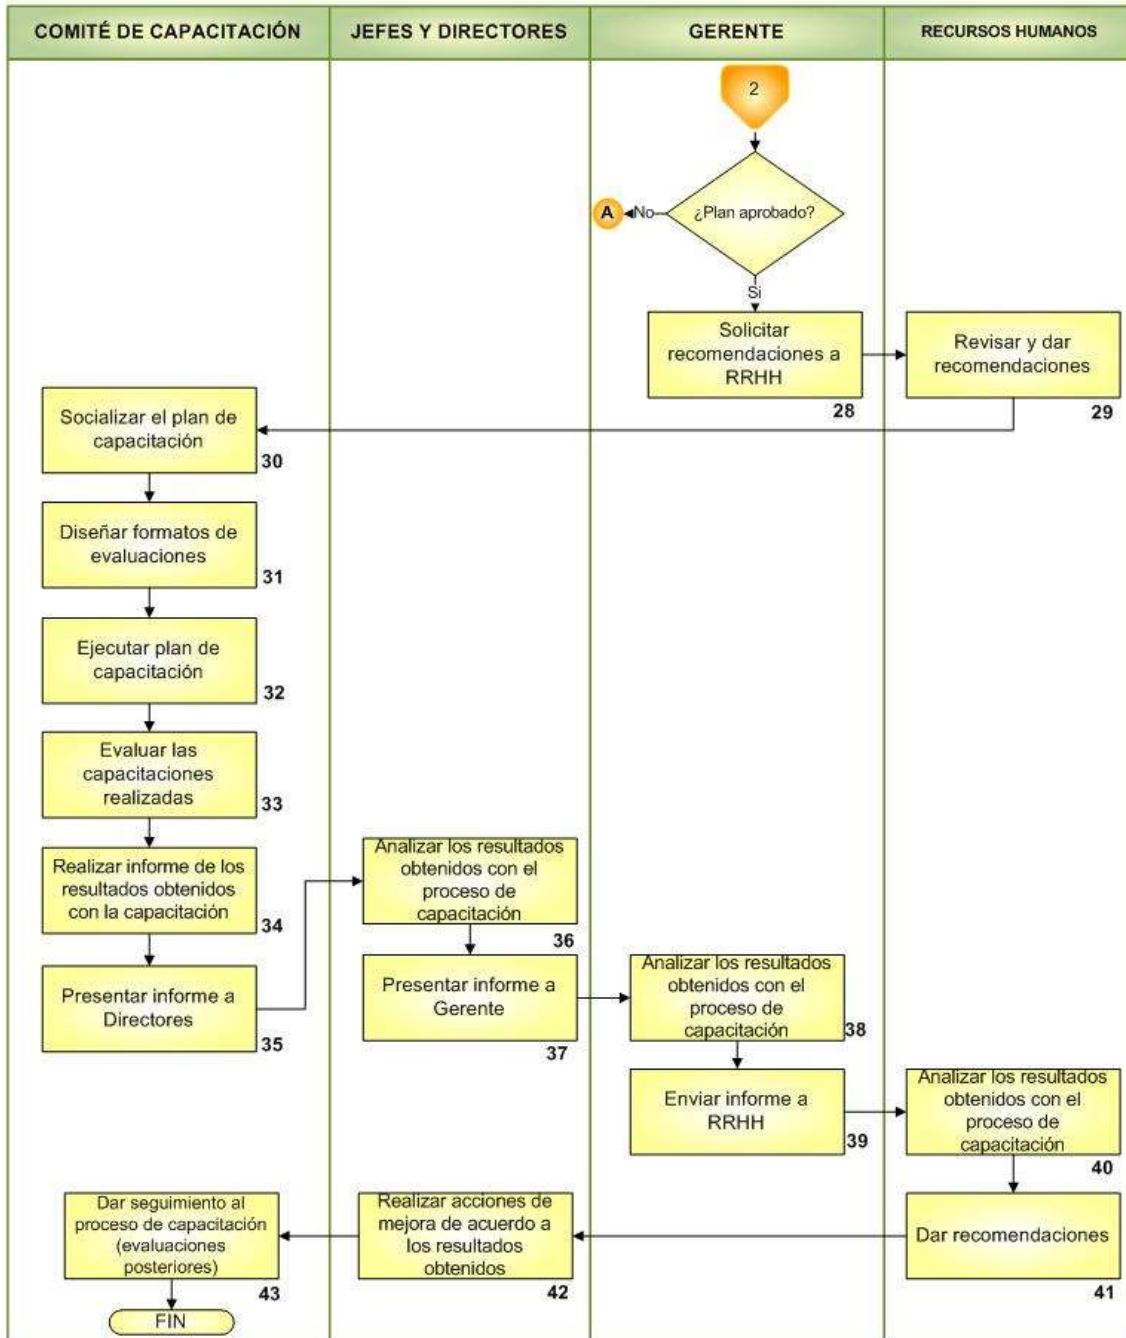 COMITÉ DE CAPACITACIÓN
JEFES Y DIRECTORES
GERENTE
RECURSOS HUMANOS
2
¿Plan aprobado?
No
A
Si
Solicitar
recomendaciones a
RRHH
28
Revisar y dar
recomendaciones
29
Socializar el plan de
capacitación
30
Diseñar formatos de
evaluaciones
31
Ejecutar plan de
capacitación
32
Evaluar las
capacitaciones
realizadas
33
Realizar informe de los
resultados obtenidos
con la capacitación
34
Presentar informe a
Directores
35
Analizar los resultados
obtenidos con el
proceso de
capacitación
36
Presentar informe a
Gerente
37
Analizar los resultados
obtenidos con el
proceso de
capacitación
38
Enviar informe a
RRHH
39
Analizar los resultados
obtenidos con el
proceso de
capacitación
40
Dar recomendaciones
41
Realizar acciones de
mejora de acuerdo a
los resultados
obtenidos
42
Dar seguimiento al
proceso de capacitación
(evaluaciones
posteriores)
43
FIN